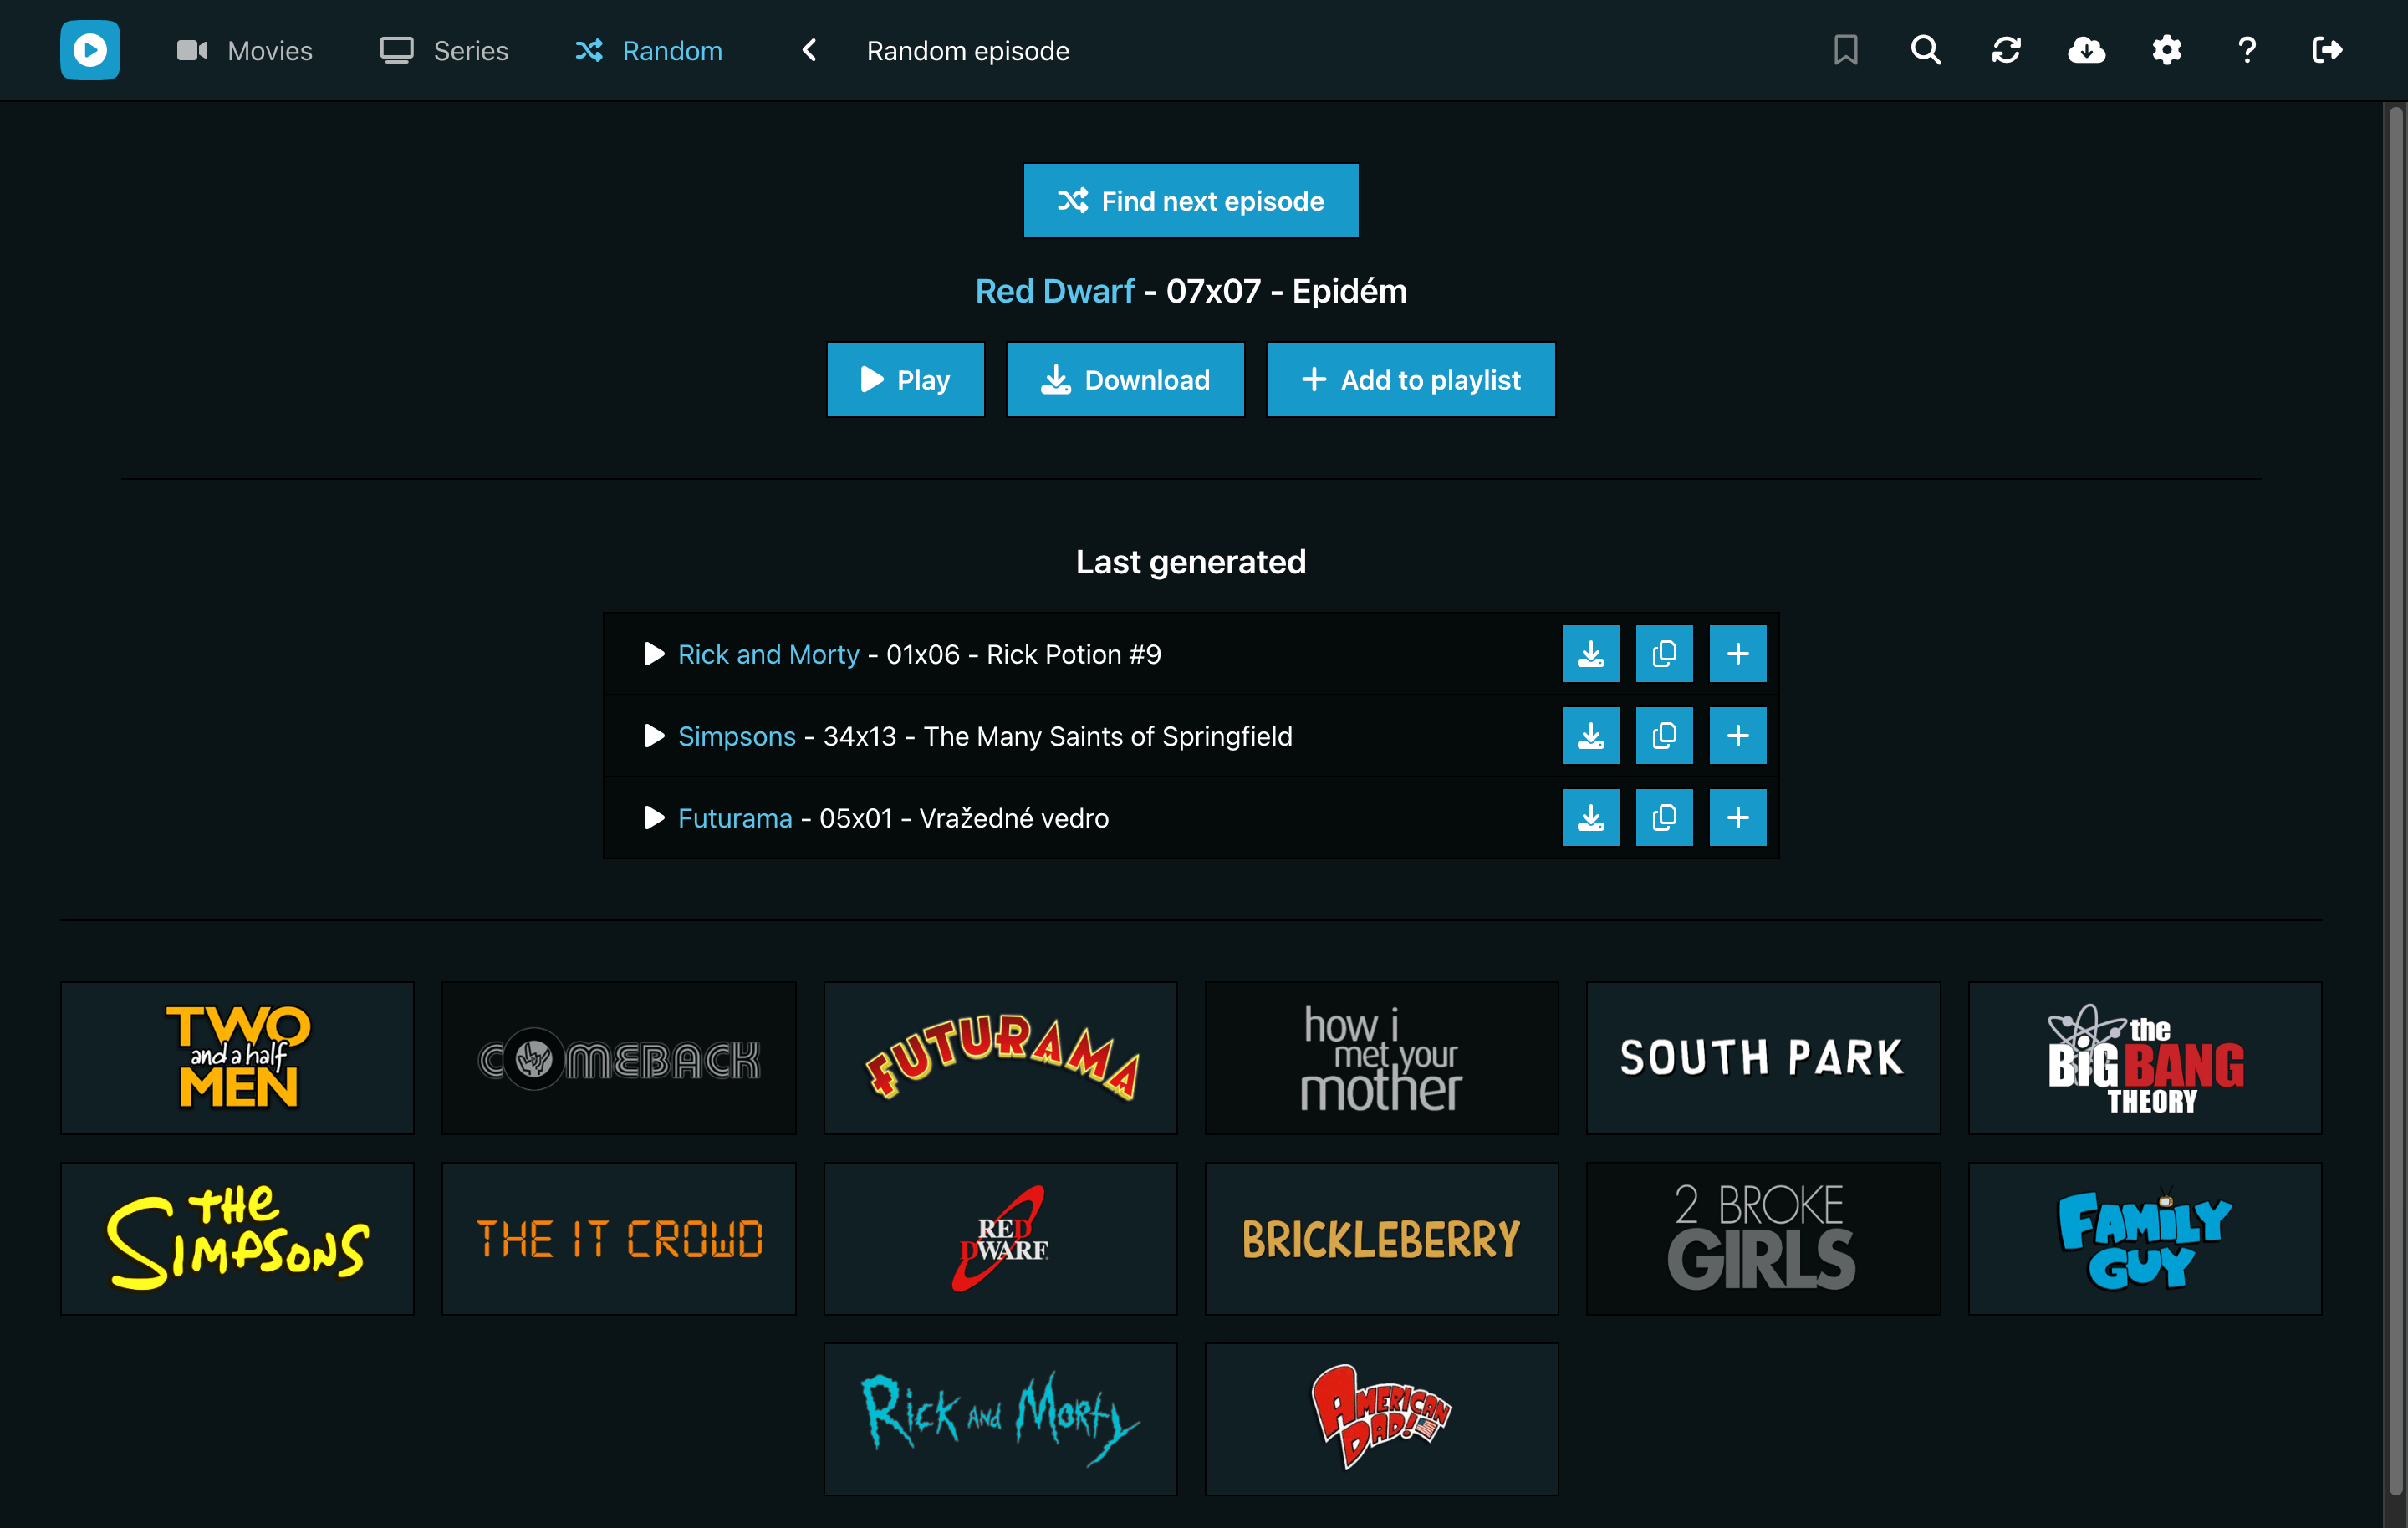 Movies
Series
Random
Random episode
Find next episode
Red Dwarf - 07x07 - Epidém
Play
Download
Add to playlist
Last generated
Rick and Morty - 01x06 - Rick Potion #9
Simpsons - 34x13 - The Many Saints of Springfield
Futurama - 05x01 - Vražedné vedro
TWO
and a half
MEN
COMEBACK
FUTURAMA
how i
met your
mother
SOUTH PARK
the
BIG BANG
THEORY
THE
SIMPSONS
THE IT CROWD
RED
DWARF
BRICKLEBERRY
2 BROKE
GIRLS
FAMILY
GUY
RICK AND MORTY
AMERICAN
DAD!